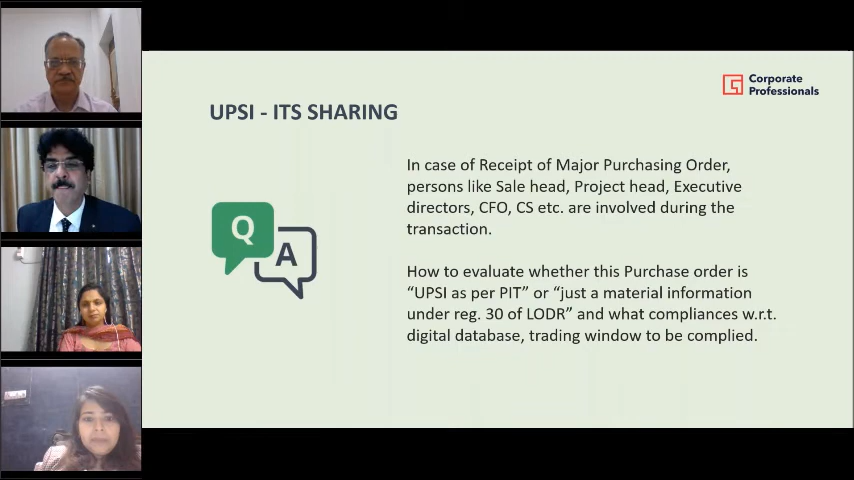 Corporate
Professionals
UPSI - ITS SHARING
In case of Receipt of Major Purchasing Order,
persons like Sale head, Project head, Executive
directors, CFO, CS etc. are involved during the
transaction.
Q
A
How to evaluate whether this Purchase order is
“UPSI as per PIT” or “just a material information
under reg. 30 of LODR” and what compliances w.r.t.
digital database, trading window to be complied.